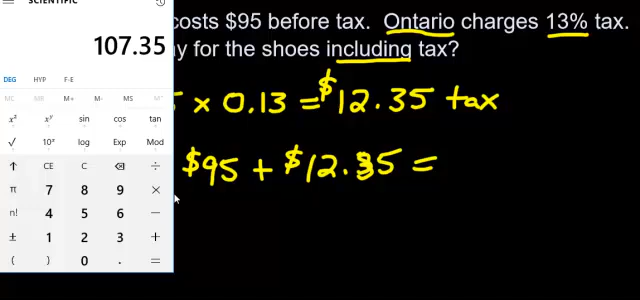 SCIENTIFIC
costs $95 before tax. Ontario charges 13% tax.
107.35
y for the shoes including tax?
DEG HYP F-E
MC MR M+ M- MS M˅
5 x 0.13 = $12.35 tax
x² xʸ sin cos tan
√ 10ˣ log Exp Mod
↑ CE C ⌫ ÷
$95 + $12.35 =
π 7 8 9 ×
n! 4 5 6 −
± 1 2 3 +
( ) 0 . =